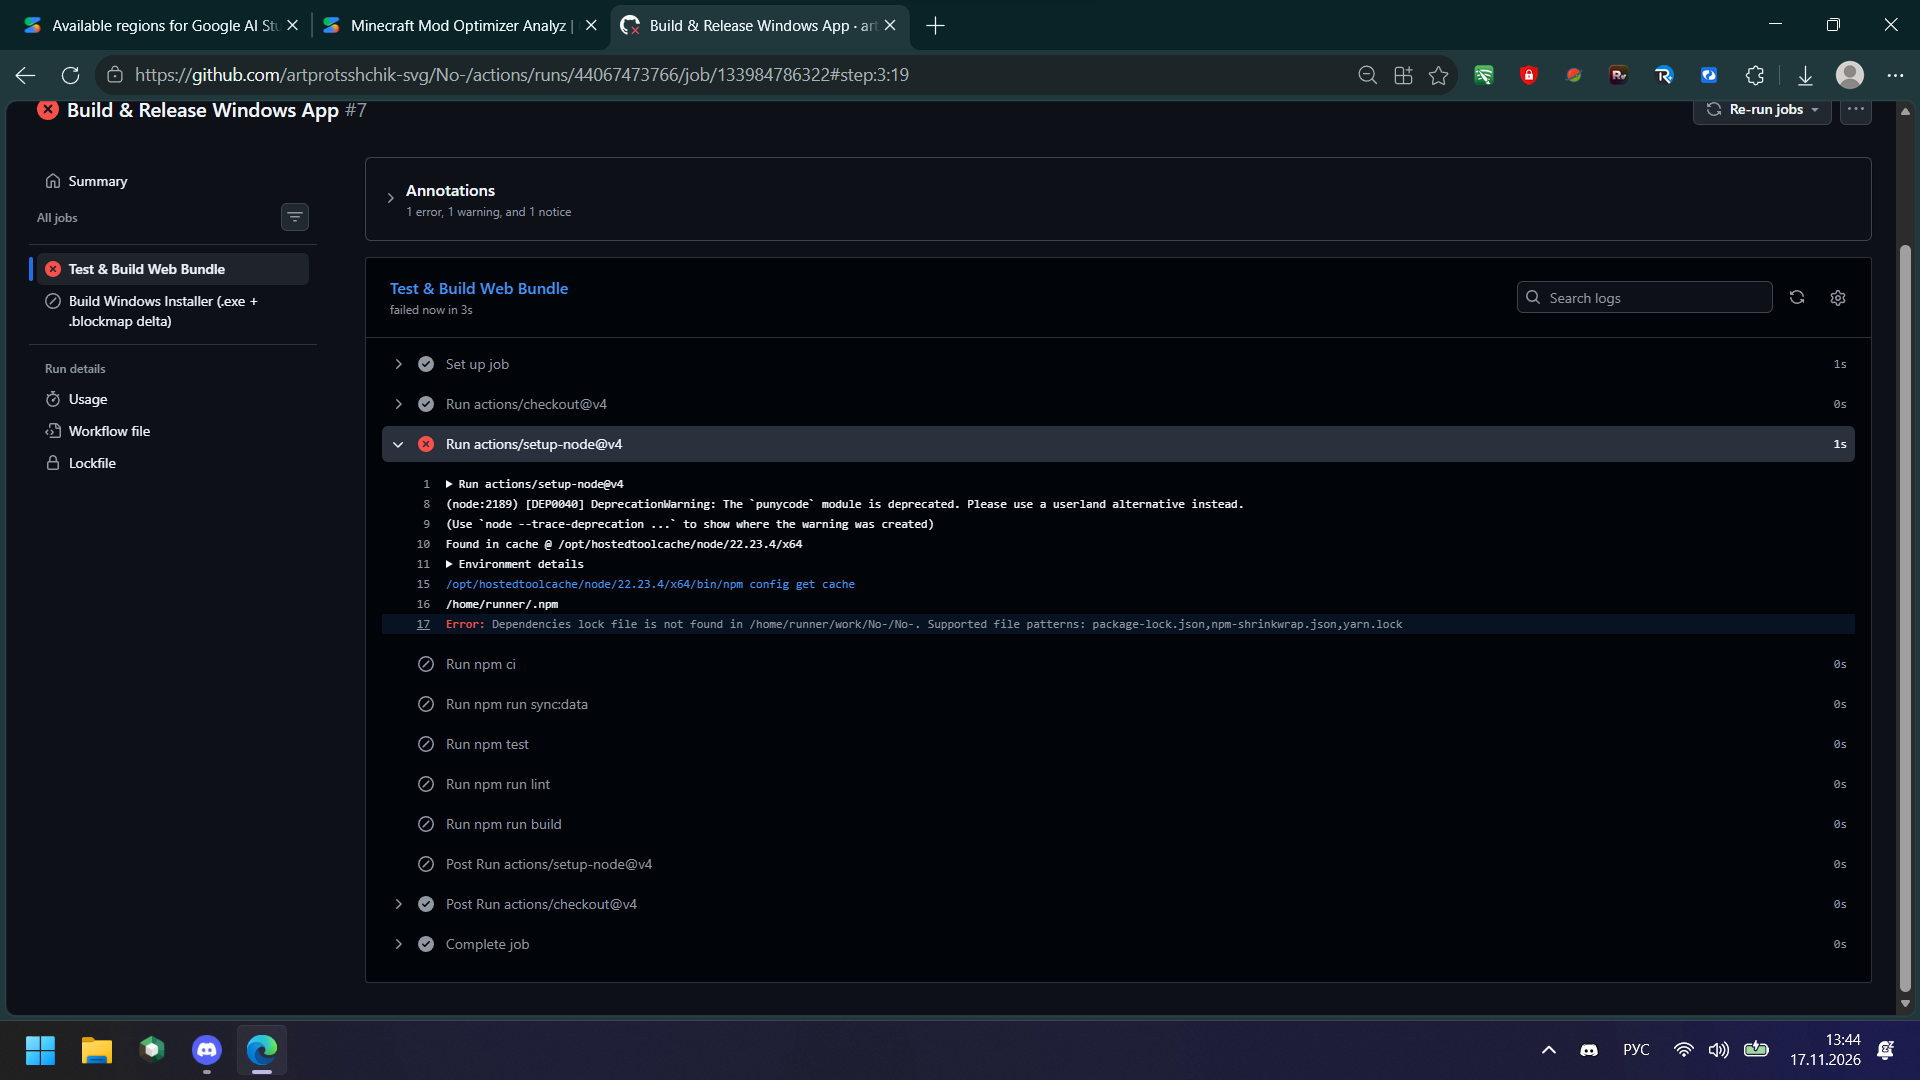 Available regions for Google AI Stu
Minecraft Mod Optimizer Analyz |
Build & Release Windows App · art
https://github.com/artprotsshchik-svg/No-/actions/runs/44067473766/job/133984786322#step:3:19
Build & Release Windows App #7
Re-run jobs
Summary
All jobs
Test & Build Web Bundle
Build Windows Installer (.exe +
.blockmap delta)
Run details
Usage
Workflow file
Lockfile
Annotations
1 error, 1 warning, and 1 notice
Test & Build Web Bundle
failed now in 3s
Search logs
Set up job
1s
Run actions/checkout@v4
0s
Run actions/setup-node@v4
1s
1 Run actions/setup-node@v4
8 (node:2189) [DEP0040] DeprecationWarning: The `punycode` module is deprecated. Please use a userland alternative instead.
9 (Use `node --trace-deprecation ...` to show where the warning was created)
10 Found in cache @ /opt/hostedtoolcache/node/22.23.4/x64
11 Environment details
15 /opt/hostedtoolcache/node/22.23.4/x64/bin/npm config get cache
16 /home/runner/.npm
17 Error: Dependencies lock file is not found in /home/runner/work/No-/No-. Supported file patterns: package-lock.json,npm-shrinkwrap.json,yarn.lock
Run npm ci
0s
Run npm run sync:data
0s
Run npm test
0s
Run npm run lint
0s
Run npm run build
0s
Post Run actions/setup-node@v4
0s
Post Run actions/checkout@v4
0s
Complete job
0s
РУС
13:44
17.11.2026